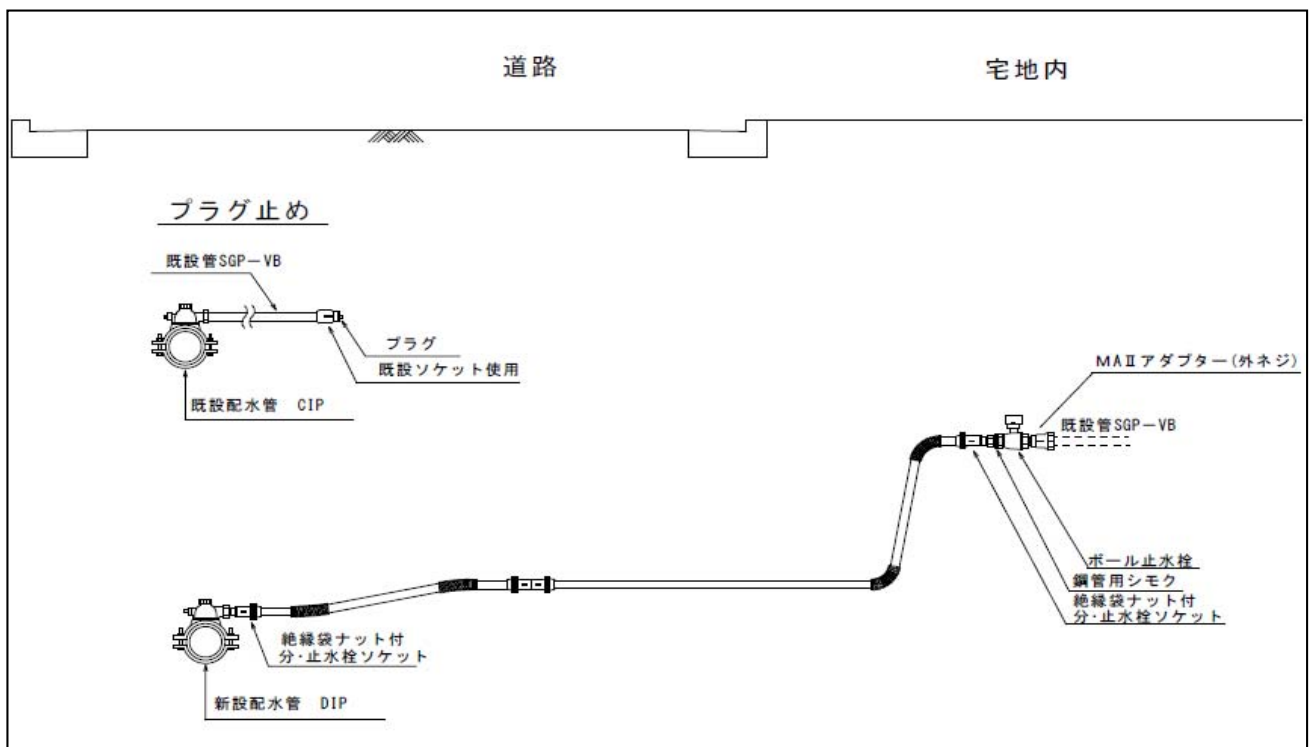 道路
宅地内
プラグ止め
既設管SGP－VB
プラグ
既設ソケット使用
既設配水管 CIP
MAⅡアダプター(外ネジ)
既設管SGP－VB
ボール止水栓
鋼管用シモク
絶縁袋ナット付
分・止水栓ソケット
絶縁袋ナット付
分・止水栓ソケット
新設配水管 DIP